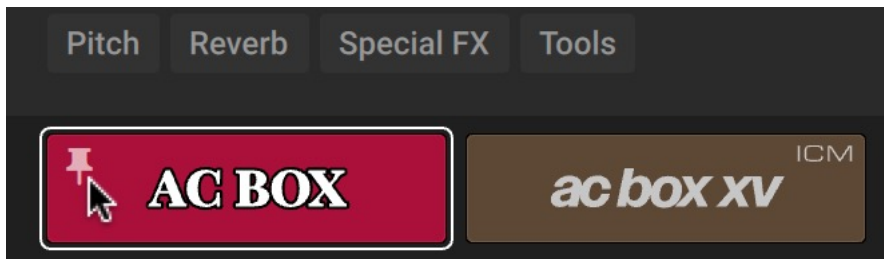 Pitch Reverb Special FX Tools
AC BOX
ICM
ac box xv